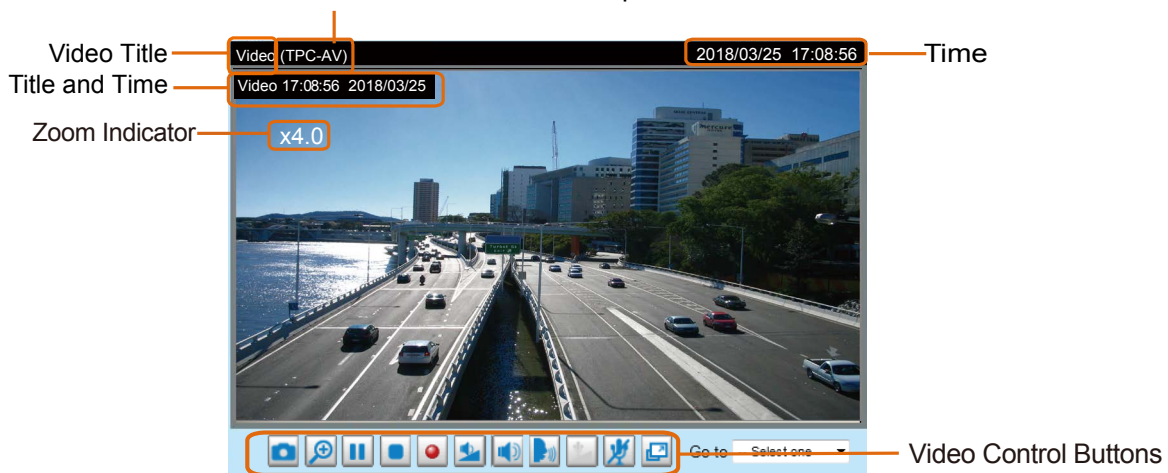 Video Title
Video (TPC-AV)
2018/03/25 17:08:56
Time
Title and Time
Video 17:08:56 2018/03/25
Zoom Indicator
x4.0
mercure
Go to
Select one
Video Control Buttons